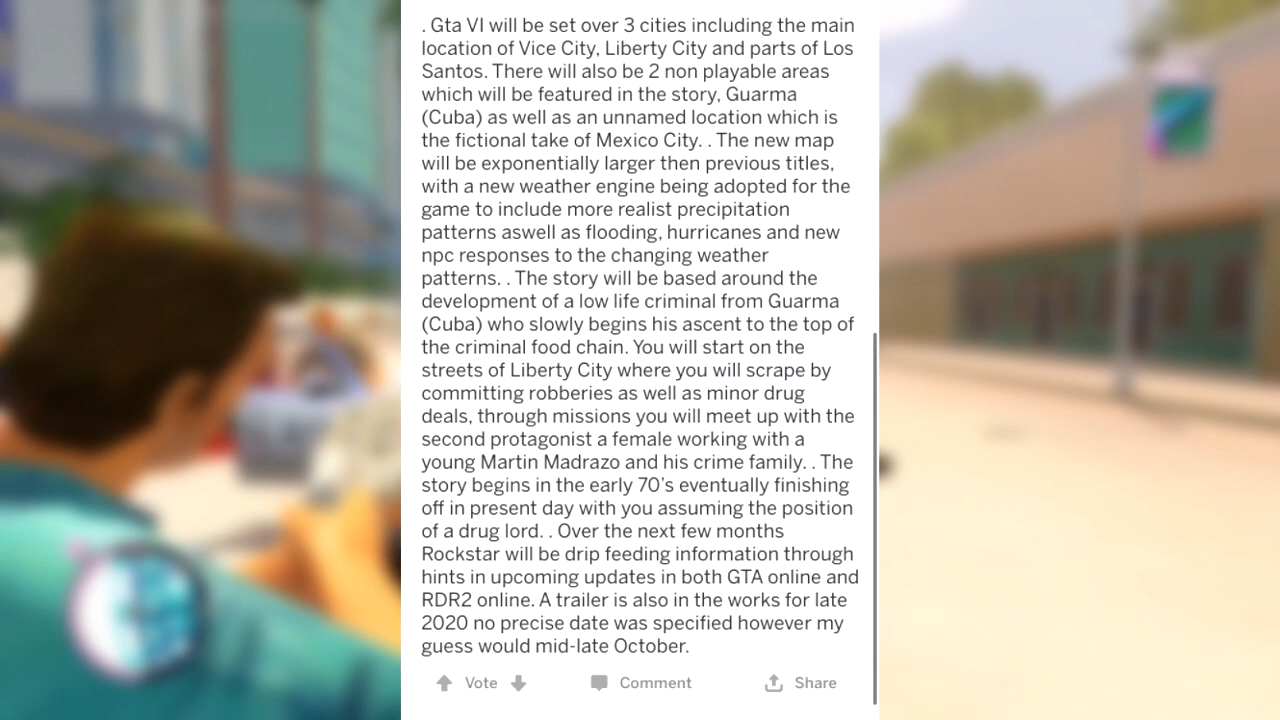 . Gta VI will be set over 3 cities including the main
location of Vice City, Liberty City and parts of Los
Santos. There will also be 2 non playable areas
which will be featured in the story, Guarma
(Cuba) as well as an unnamed location which is
the fictional take of Mexico City. . The new map
will be exponentially larger then previous titles,
with a new weather engine being adopted for the
game to include more realist precipitation
patterns aswell as flooding, hurricanes and new
npc responses to the changing weather
patterns. . The story will be based around the
development of a low life criminal from Guarma
(Cuba) who slowly begins his ascent to the top of
the criminal food chain. You will start on the
streets of Liberty City where you will scrape by
committing robberies as well as minor drug
deals, through missions you will meet up with the
second protagonist a female working with a
young Martin Madrazo and his crime family. . The
story begins in the early 70's eventually finishing
off in present day with you assuming the position
of a drug lord. . Over the next few months
Rockstar will be drip feeding information through
hints in upcoming updates in both GTA online and
RDR2 online. A trailer is also in the works for late
2020 no precise date was specified however my
guess would mid-late October.
Vote Comment Share